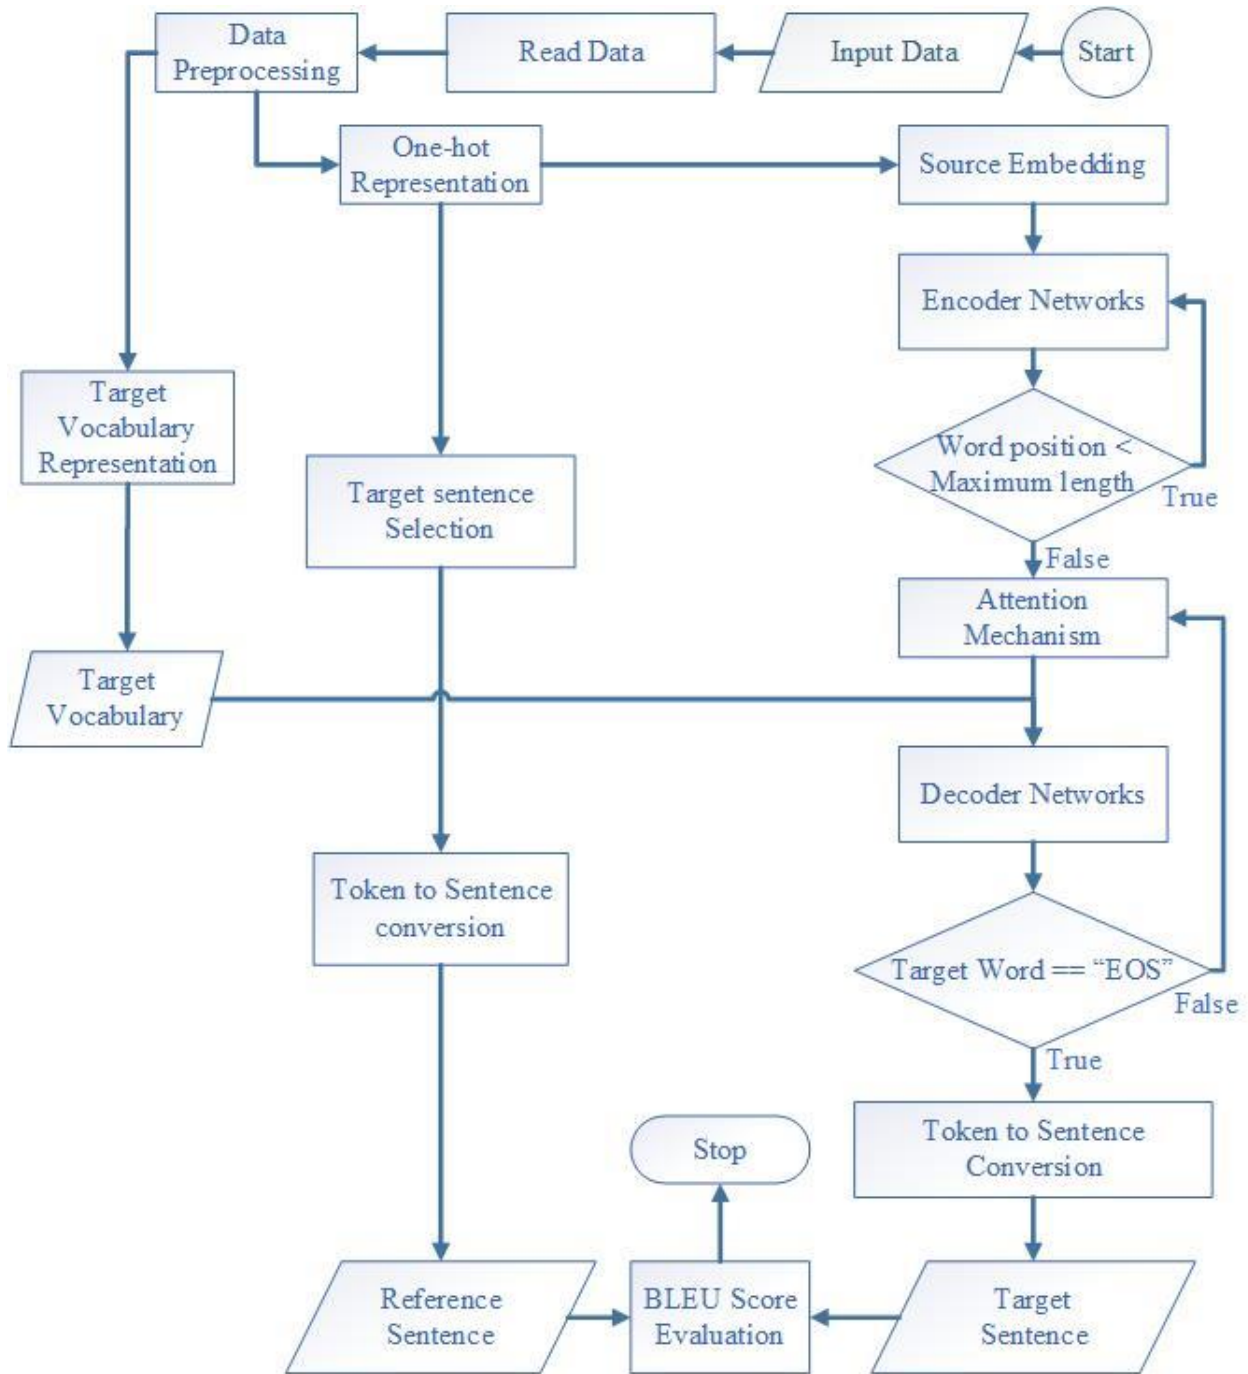 Data
Preprocessing
Read Data
Input Data
Start
One-hot
Representation
Source Embedding
Encoder Networks
Target
Vocabulary
Representation
Word position <
Maximum length
True
Target sentence
Selection
False
Attention
Mechanism
Target
Vocabulary
Decoder Networks
Token to Sentence
conversion
Target Word == “EOS”
False
True
Stop
Token to Sentence
Conversion
Reference
Sentence
BLEU Score
Evaluation
Target
Sentence